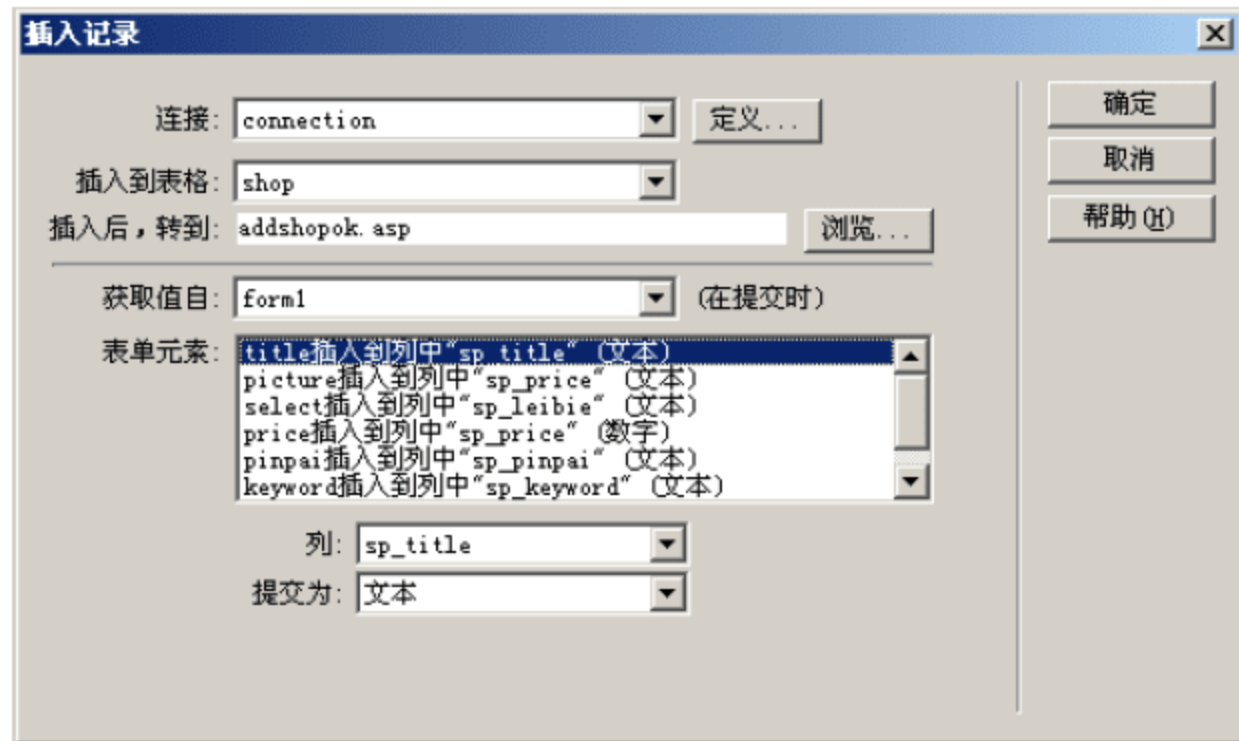 插入记录
连接: connection 定义...
确定
取消
插入到表格: shop
帮助(H)
插入后，转到: addshopok.asp 浏览...
获取值自: form1 (在提交时)
表单元素: title插入到列中"sp_title" (文本)
picture插入到列中"sp_price" (文本)
select插入到列中"sp_leibie" (文本)
price插入到列中"sp_price" (数字)
pinpai插入到列中"sp_pinpai" (文本)
keyword插入到列中"sp_keyword" (文本)
列: sp_title
提交为: 文本